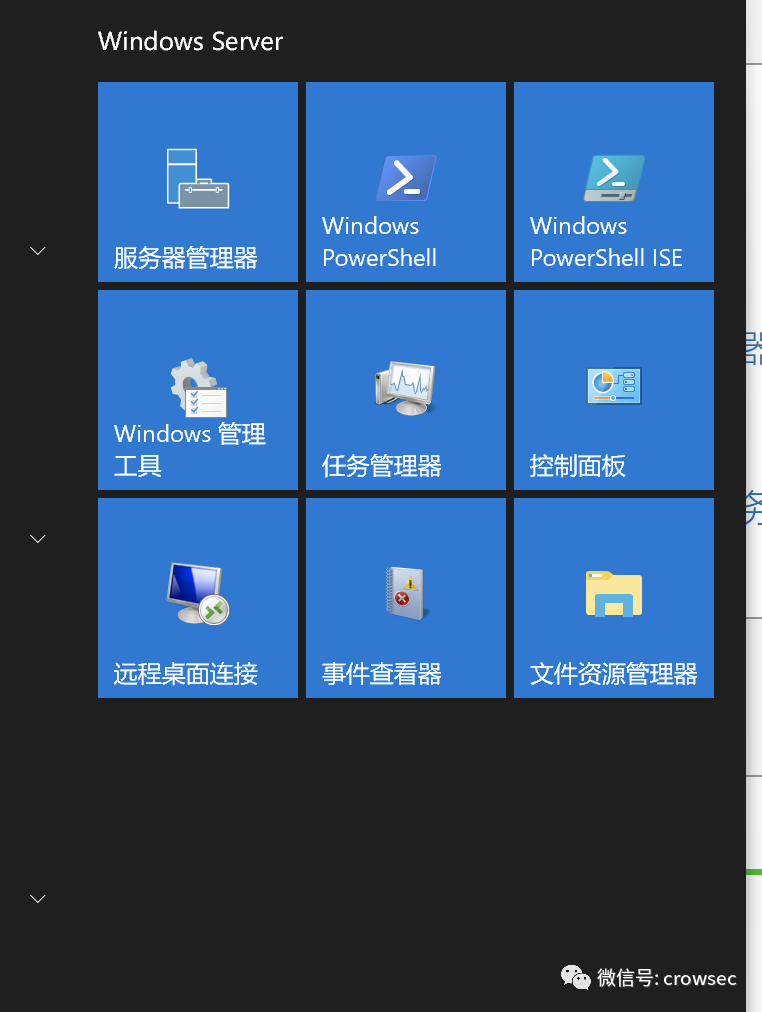 Windows Server
服务器管理器
Windows
PowerShell
Windows
PowerShell ISE
Windows 管理
工具
任务管理器
控制面板
远程桌面连接
事件查看器
文件资源管理器
器
务
微信号: crowsec